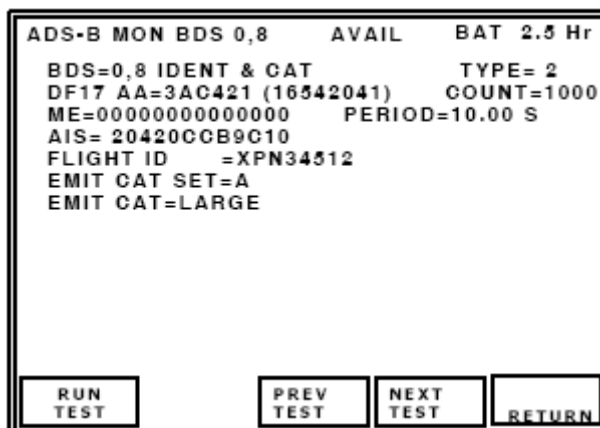 ADS-B MON BDS 0,8 AVAIL BAT 2.5 Hr
BDS=0,8 IDENT & CAT TYPE= 2
DF17 AA=3AC421 (16542041) COUNT=1000
ME=00000000000000 PERIOD=10.00 S
AIS= 20420CCB9C10
FLIGHT ID =XPN34512
EMIT CAT SET=A
EMIT CAT=LARGE
RUN TEST
PREV TEST
NEXT TEST
RETURN